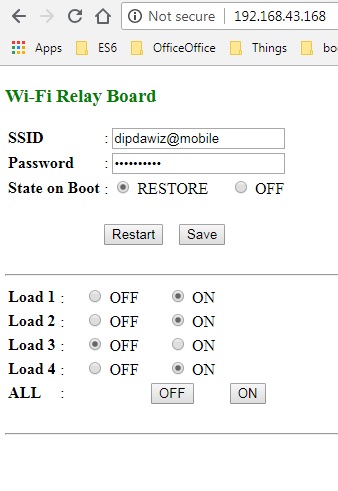 Not secure | 192.168.43.168
Apps ES6 OfficeOffice Things
Wi-Fi Relay Board
SSID : dipdawiz@mobile
Password : ••••••••••
State on Boot : RESTORE OFF
Restart Save
Load 1 : OFF ON
Load 2 : OFF ON
Load 3 : OFF ON
Load 4 : OFF ON
ALL : OFF ON